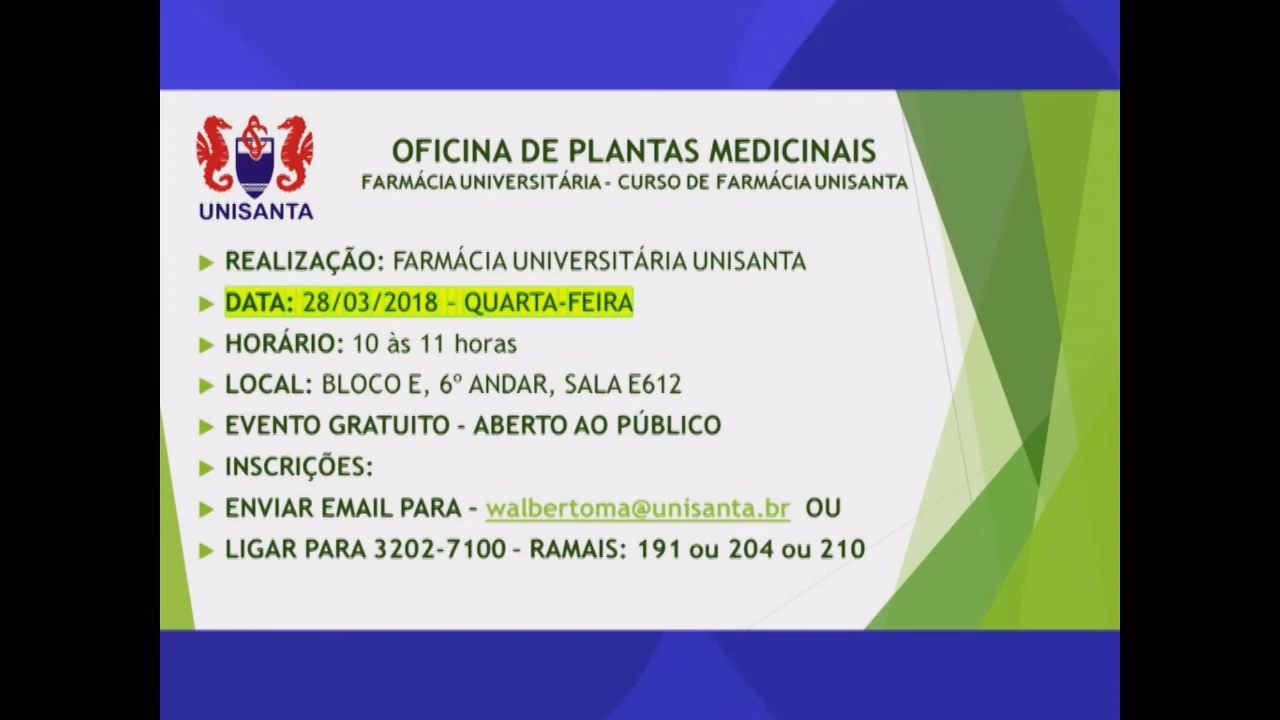 UNISANTA
OFICINA DE PLANTAS MEDICINAIS
FARMÁCIA UNIVERSITÁRIA - CURSO DE FARMÁCIA UNISANTA
REALIZAÇÃO: FARMÁCIA UNIVERSITÁRIA UNISANTA
DATA: 28/03/2018 - QUARTA-FEIRA
HORÁRIO: 10 às 11 horas
LOCAL: BLOCO E, 6º ANDAR, SALA E612
EVENTO GRATUITO - ABERTO AO PÚBLICO
INSCRIÇÕES:
ENVIAR EMAIL PARA - walbertoma@unisanta.br OU
LIGAR PARA 3202-7100 - RAMAIS: 191 ou 204 ou 210